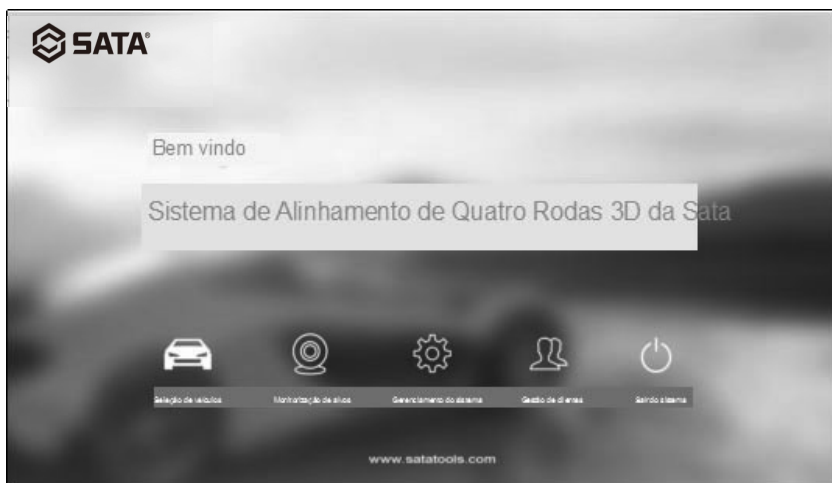 SATA®
Bem vindo
Sistema de Alinhamento de Quatro Rodas 3D da Sata
Seleção de veículos
Monitorização de alvos
Gerenciamento do sistema
Gestão de clientes
Sair do sistema
www.satatools.com